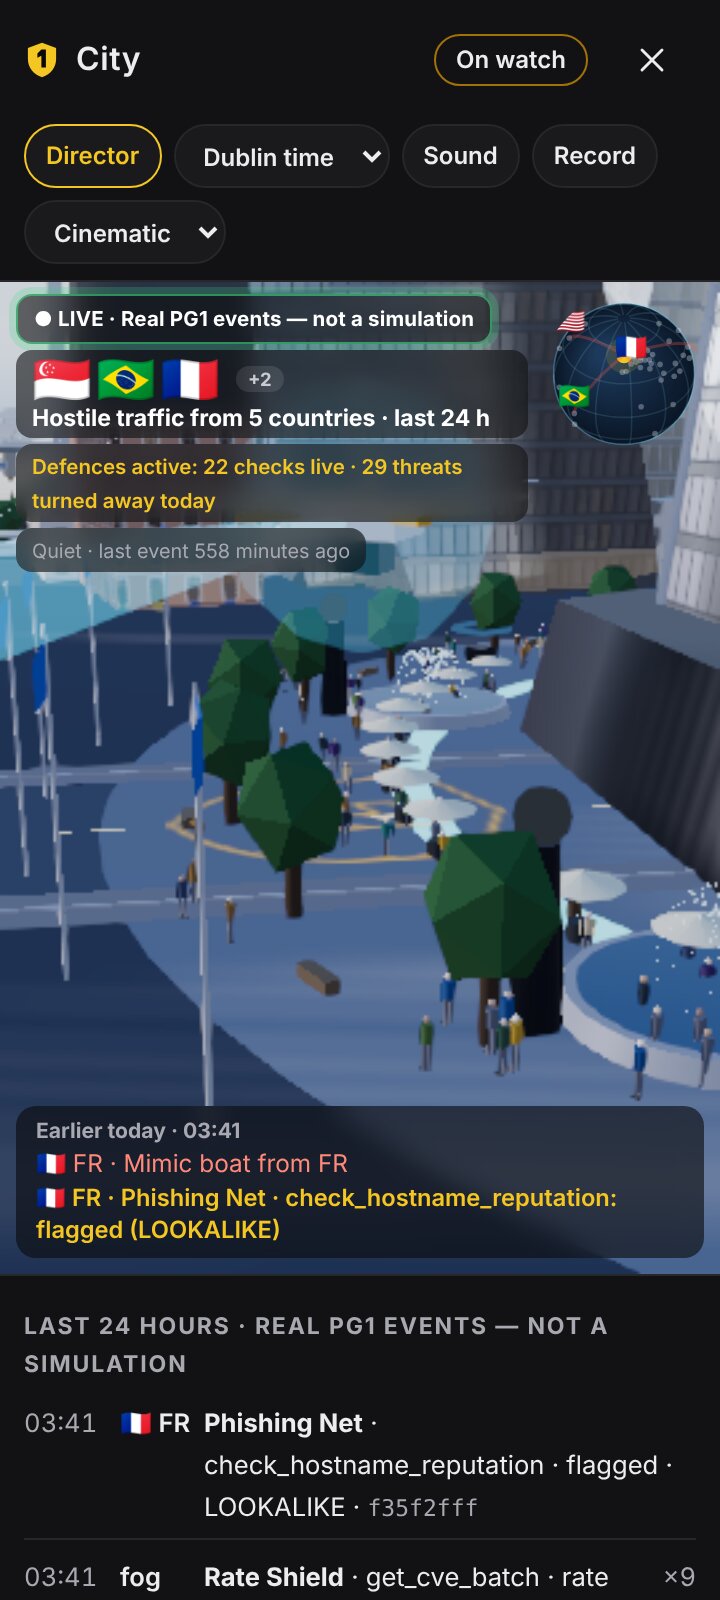 1 City
On watch
Director
Dublin time
Sound
Record
Cinematic
LIVE · Real PG1 events — not a simulation
+2
Hostile traffic from 5 countries · last 24 h
Defences active: 22 checks live · 29 threats
turned away today
Quiet · last event 558 minutes ago
Earlier today · 03:41
FR · Mimic boat from FR
FR · Phishing Net · check_hostname_reputation:
flagged (LOOKALIKE)
LAST 24 HOURS · REAL PG1 EVENTS — NOT A
SIMULATION
03:41 FR Phishing Net ·
check_hostname_reputation · flagged ·
LOOKALIKE · f35f2fff
03:41 fog Rate Shield · get_cve_batch · rate ×9